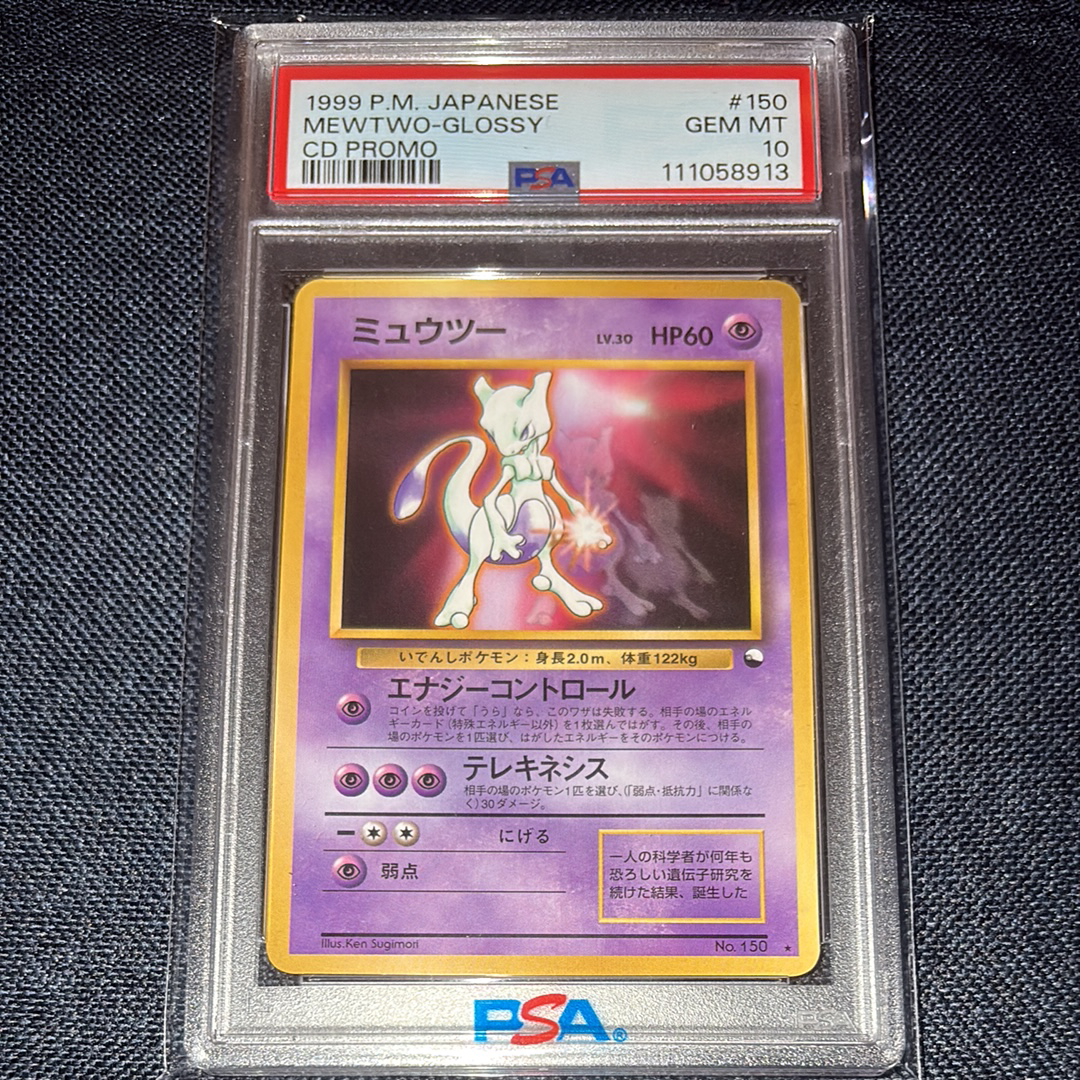 1999 P.M. JAPANESE #150
MEWTWO-GLOSSY GEM MT
CD PROMO 10
PSA 111058913
ミュウツー LV.30 HP60
いでんしポケモン：身長2.0m、体重122kg
エナジーコントロール
コインを投げて「うら」なら、このワザは失敗する。相手の場のエネル
ギーカード（特殊エネルギー以外）を1枚選んではがす。その後、相手の
場のポケモンを1匹選び、はがしたエネルギーをそのポケモンにつける。
テレキネシス
相手の場のポケモン1匹を選び、（「弱点・抵抗力」に関係な
く）30ダメージ。
にげる
弱点
一人の科学者が何年も
恐ろしい遺伝子研究を
続けた結果、誕生した
Illus.Ken Sugimori No.150 ★
PSA®